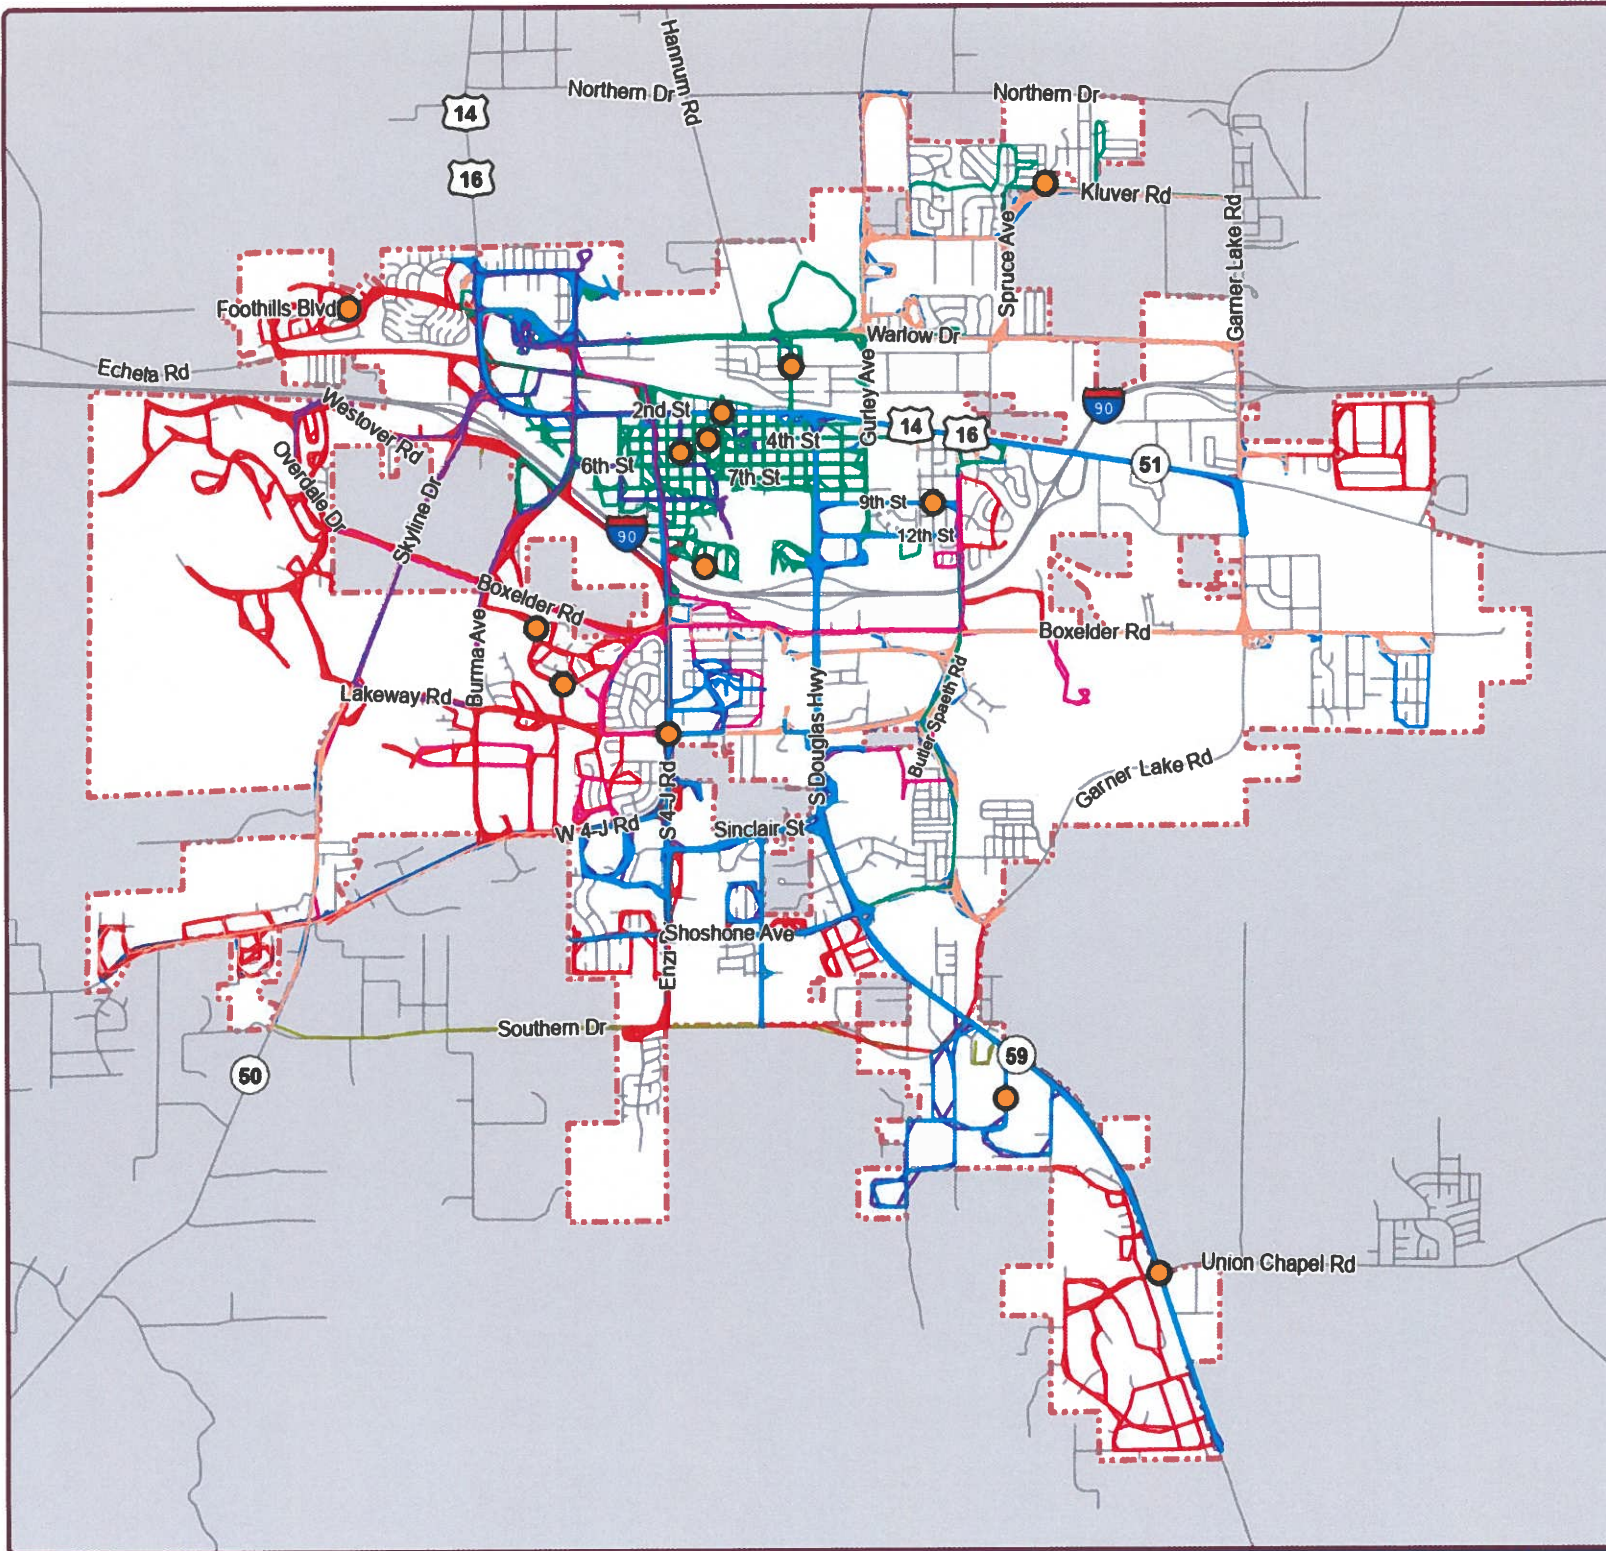 Hannum Rd
Northern Dr
Northern Dr
14
16
Kluver Rd
Spruce Ave
Garner Lake Rd
Foothills Blvd
Warlow Dr
Echeta Rd
Gurley Ave
90
Westover Rd
2nd St
14
16
4th St
51
Overdale Dr
6th St
7th St
Skyline Dr
9th St
90
12th St
Boxelder Rd
Boxelder Rd
Burma Ave
Lakeway Rd
S Douglas Hwy
Butler Spaeth Rd
Garner Lake Rd
S 4-J Rd
W 4-J Rd
Sinclair St
Shoshone Ave
Enzi
Southern Dr
59
50
Union Chapel Rd